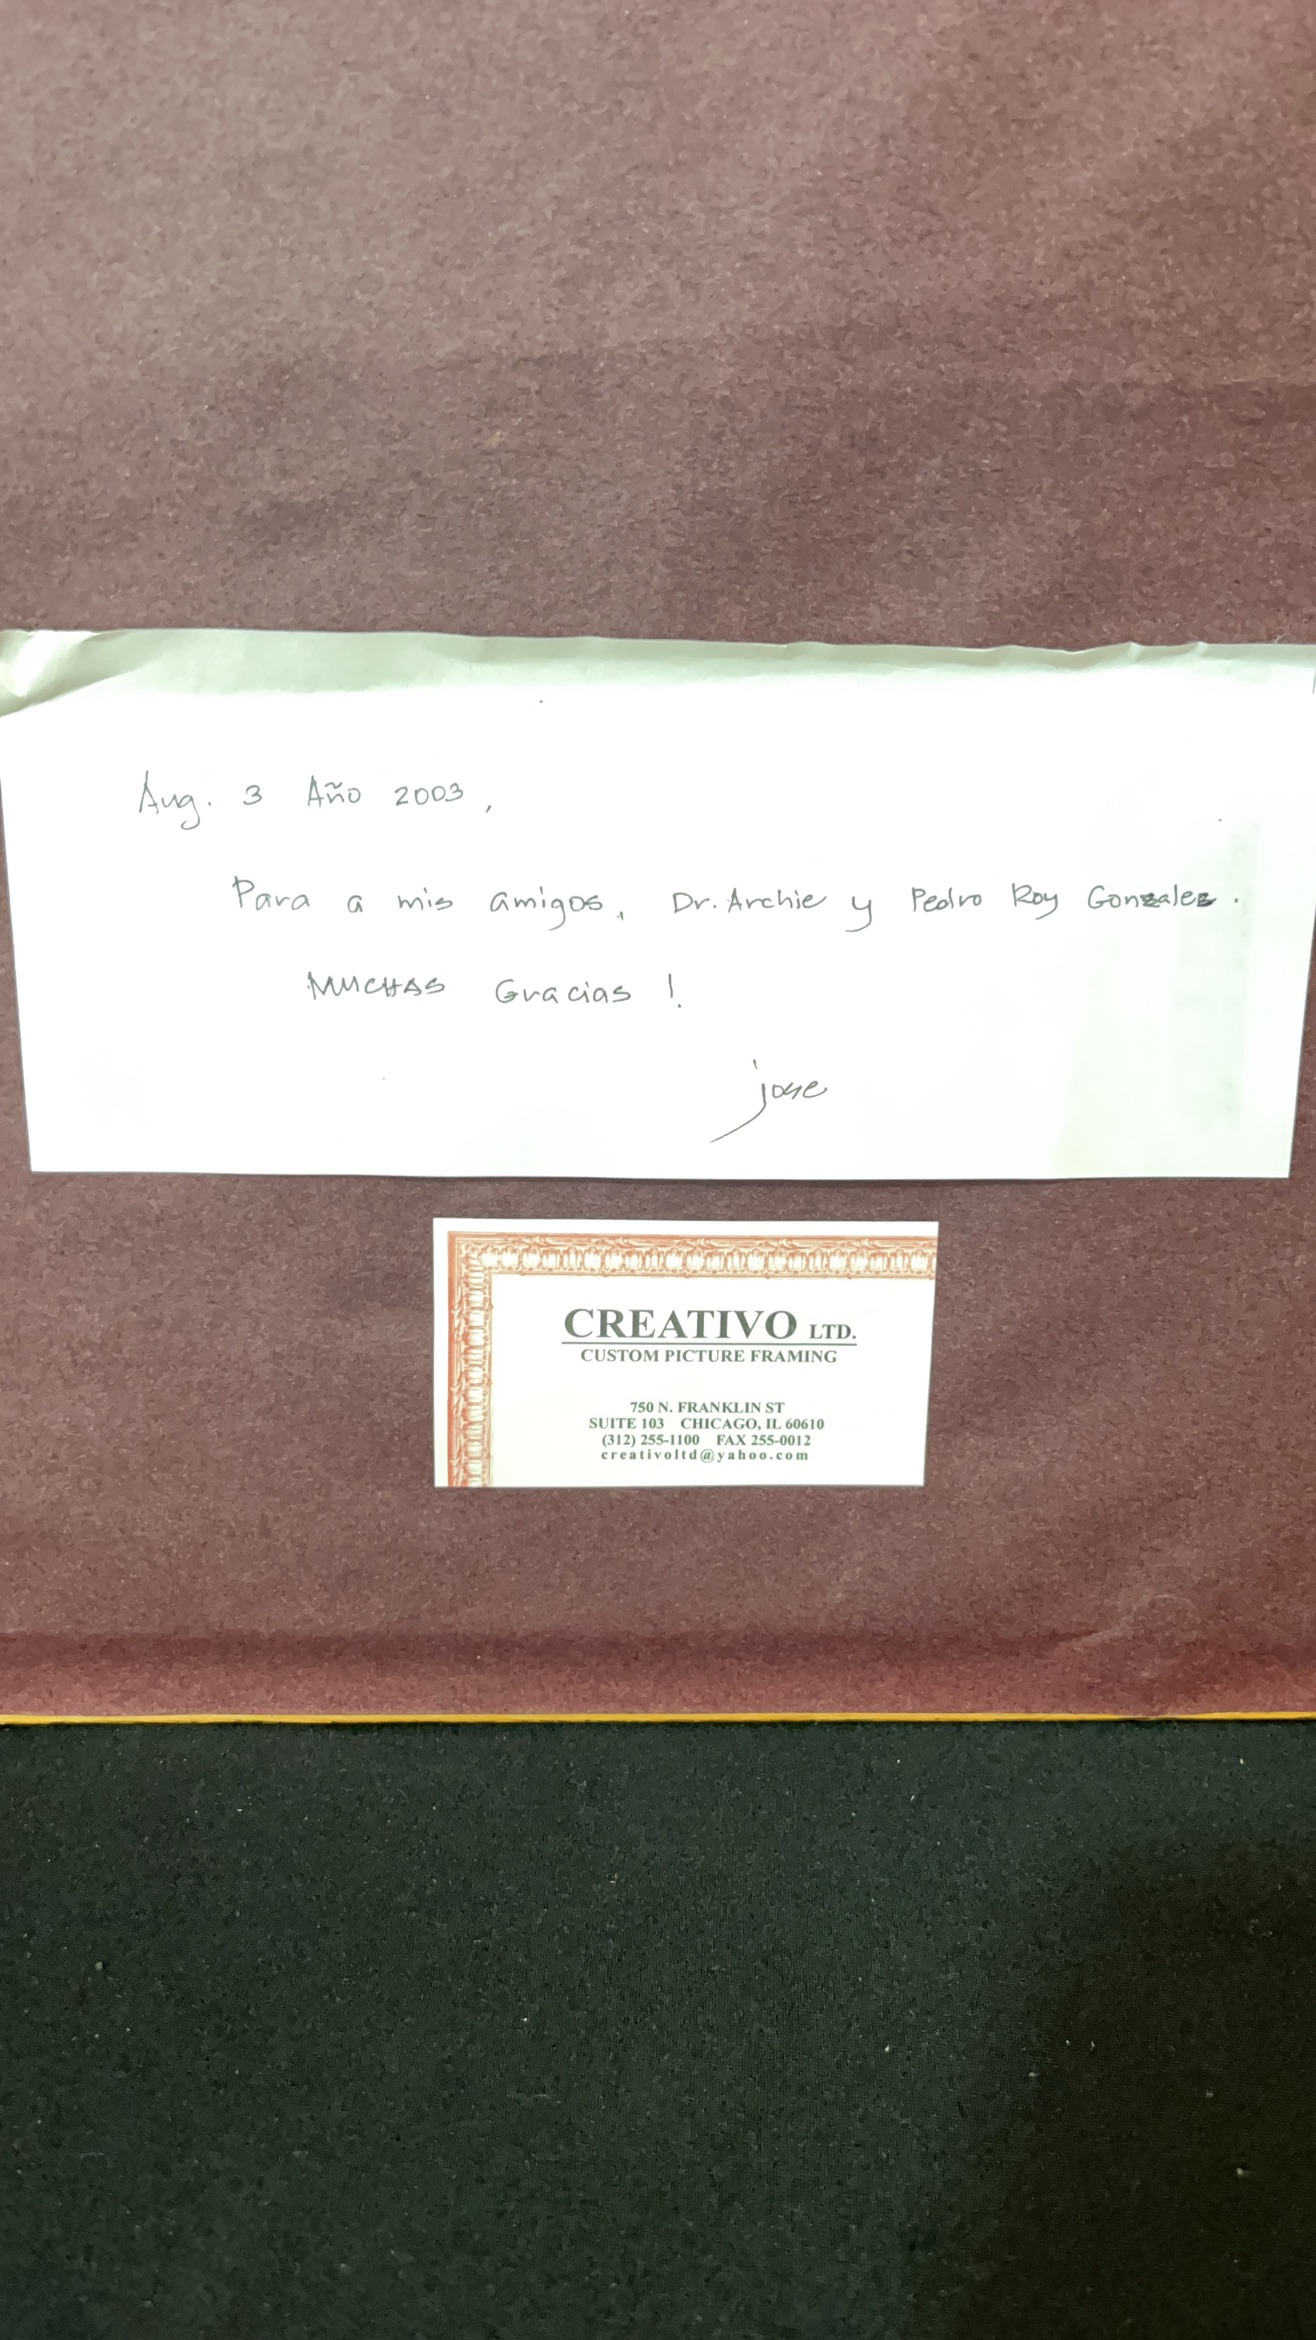 Aug. 3 Año 2003,
Para a mis amigos, Dr. Archie y Pedro Roy Gonzalez.
MUCHAS Gracias!
jose
CREATIVO LTD.
CUSTOM PICTURE FRAMING
750 N. FRANKLIN ST
SUITE 103 CHICAGO, IL 60610
(312) 255-1100 FAX 255-0012
creativoltd@yahoo.com